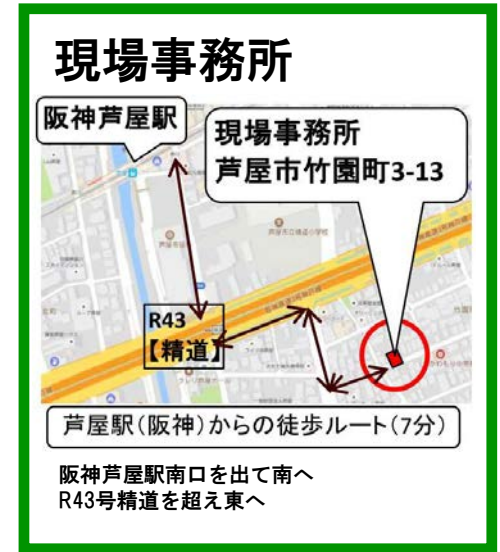 現場事務所
阪神芦屋駅
現場事務所
芦屋市竹園町3-13
R43
【精道】
芦屋駅(阪神)からの徒歩ルート(7分)
阪神芦屋駅南口を出て南へ
R43号精道を超え東へ